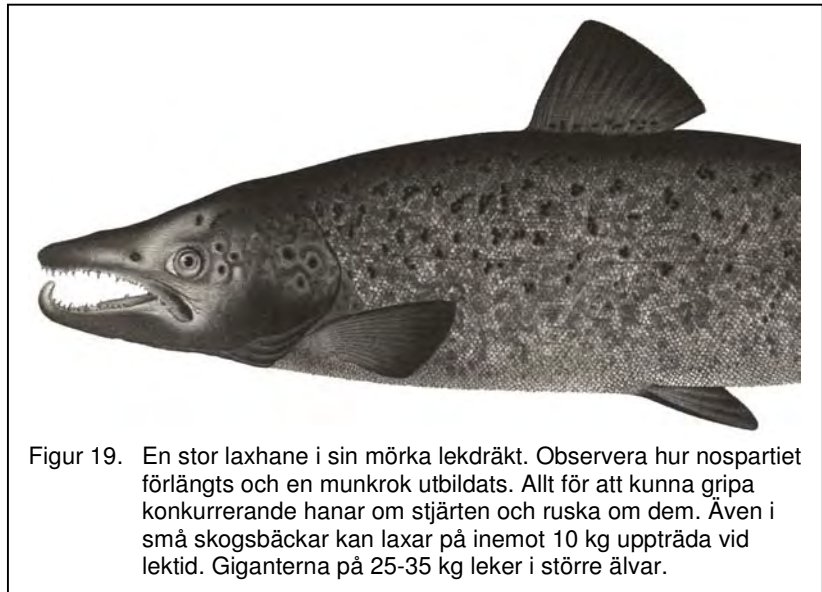 Figur 19. En stor laxhane i sin mörka lekdräkt. Observera hur nospartiet
förlängts och en munkrok utbildats. Allt för att kunna gripa
konkurrerande hanar om stjärten och ruska om dem. Även i
små skogsbäckar kan laxar på inemot 10 kg uppträda vid
lektid. Giganterna på 25-35 kg leker i större älvar.